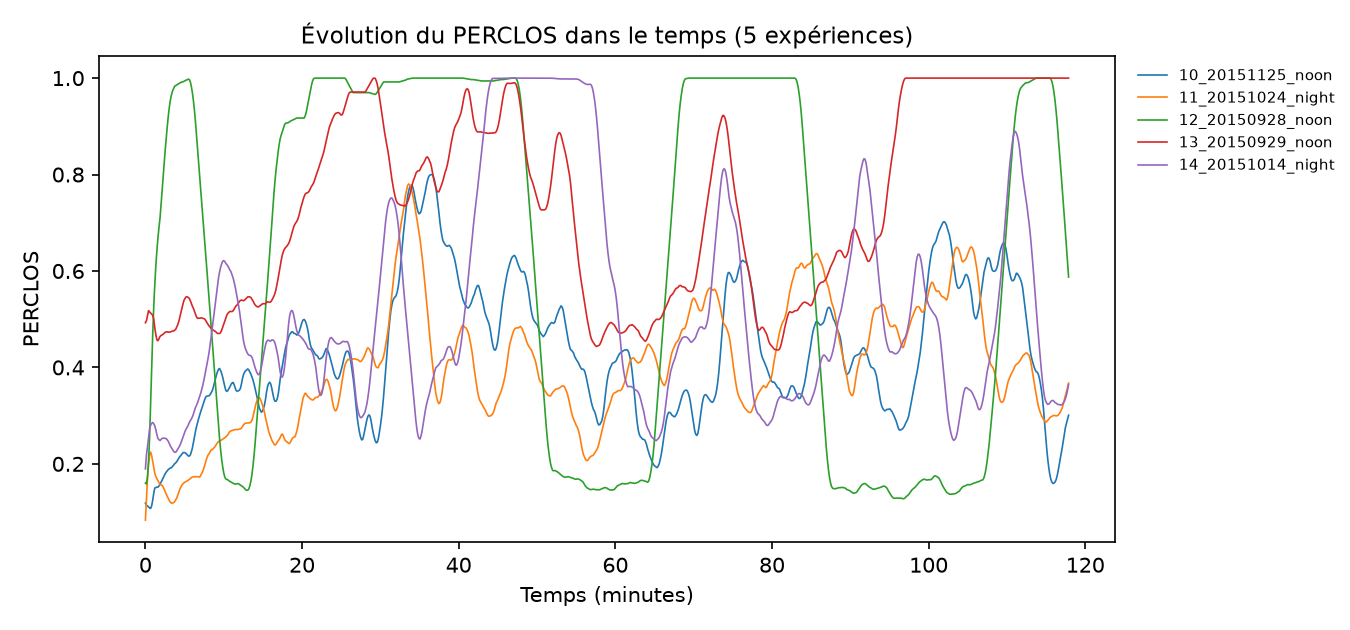 Évolution du PERCLOS dans le temps (5 expériences)
PERCLOS
1.0
0.8
0.6
0.4
0.2
0
20
40
60
80
100
120
Temps (minutes)
10_20151125_noon
11_20151024_night
12_20150928_noon
13_20150929_noon
14_20151014_night